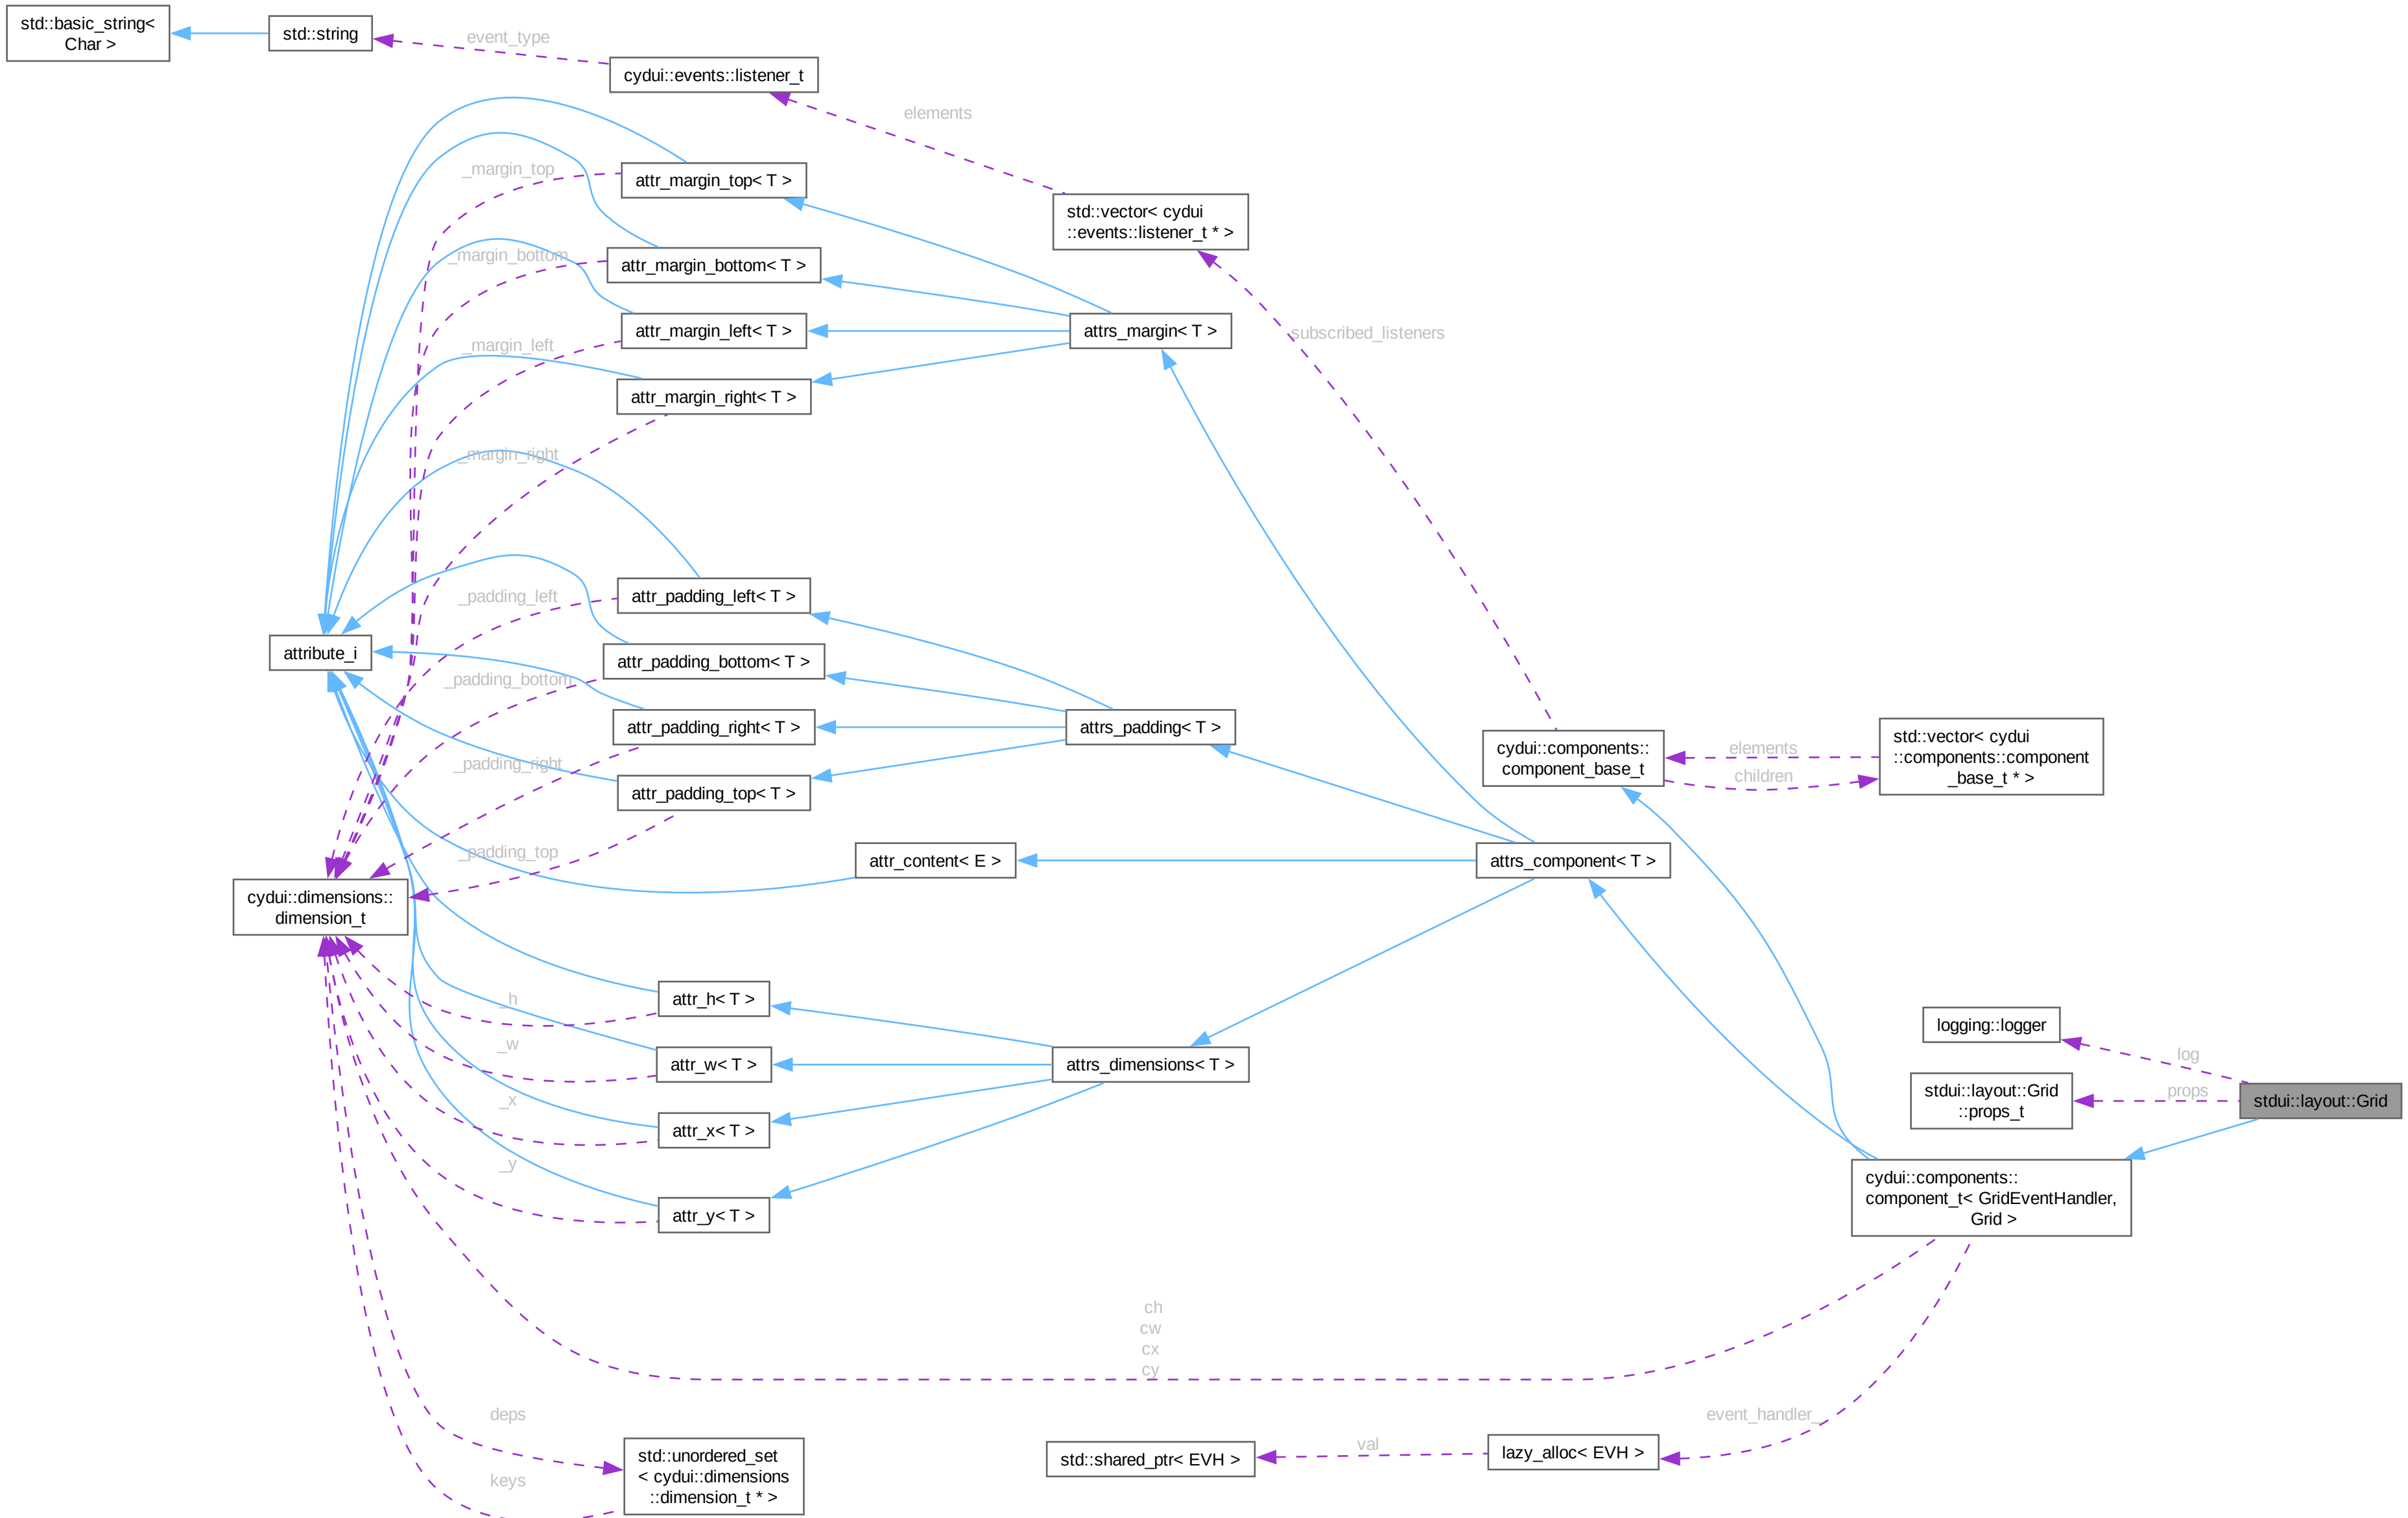 std::basic_string<
Char >
std::string
event_type
cydui::events::listener_t
elements
_margin_top
attr_margin_top< T >
std::vector< cydui
::events::listener_t * >
_margin_bottom
attr_margin_bottom< T >
attr_margin_left< T >
attrs_margin< T >
subscribed_listeners
_margin_left
attr_margin_right< T >
_margin_right
_padding_left
attr_padding_left< T >
attribute_i
attr_padding_bottom< T >
_padding_bottom
attr_padding_right< T >
attrs_padding< T >
cydui::components::
component_base_t
elements
children
std::vector< cydui
::components::component
_base_t * >
_padding_right
attr_padding_top< T >
_padding_top
attr_content< E >
attrs_component< T >
cydui::dimensions::
dimension_t
_h
attr_h< T >
logging::logger
log
_w
attr_w< T >
attrs_dimensions< T >
stdui::layout::Grid
::props_t
props
stdui::layout::Grid
_x
attr_x< T >
_y
attr_y< T >
cydui::components::
component_t< GridEventHandler,
Grid >
ch
cw
cx
cy
deps
keys
std::unordered_set
< cydui::dimensions
::dimension_t * >
std::shared_ptr< EVH >
val
lazy_alloc< EVH >
event_handler_